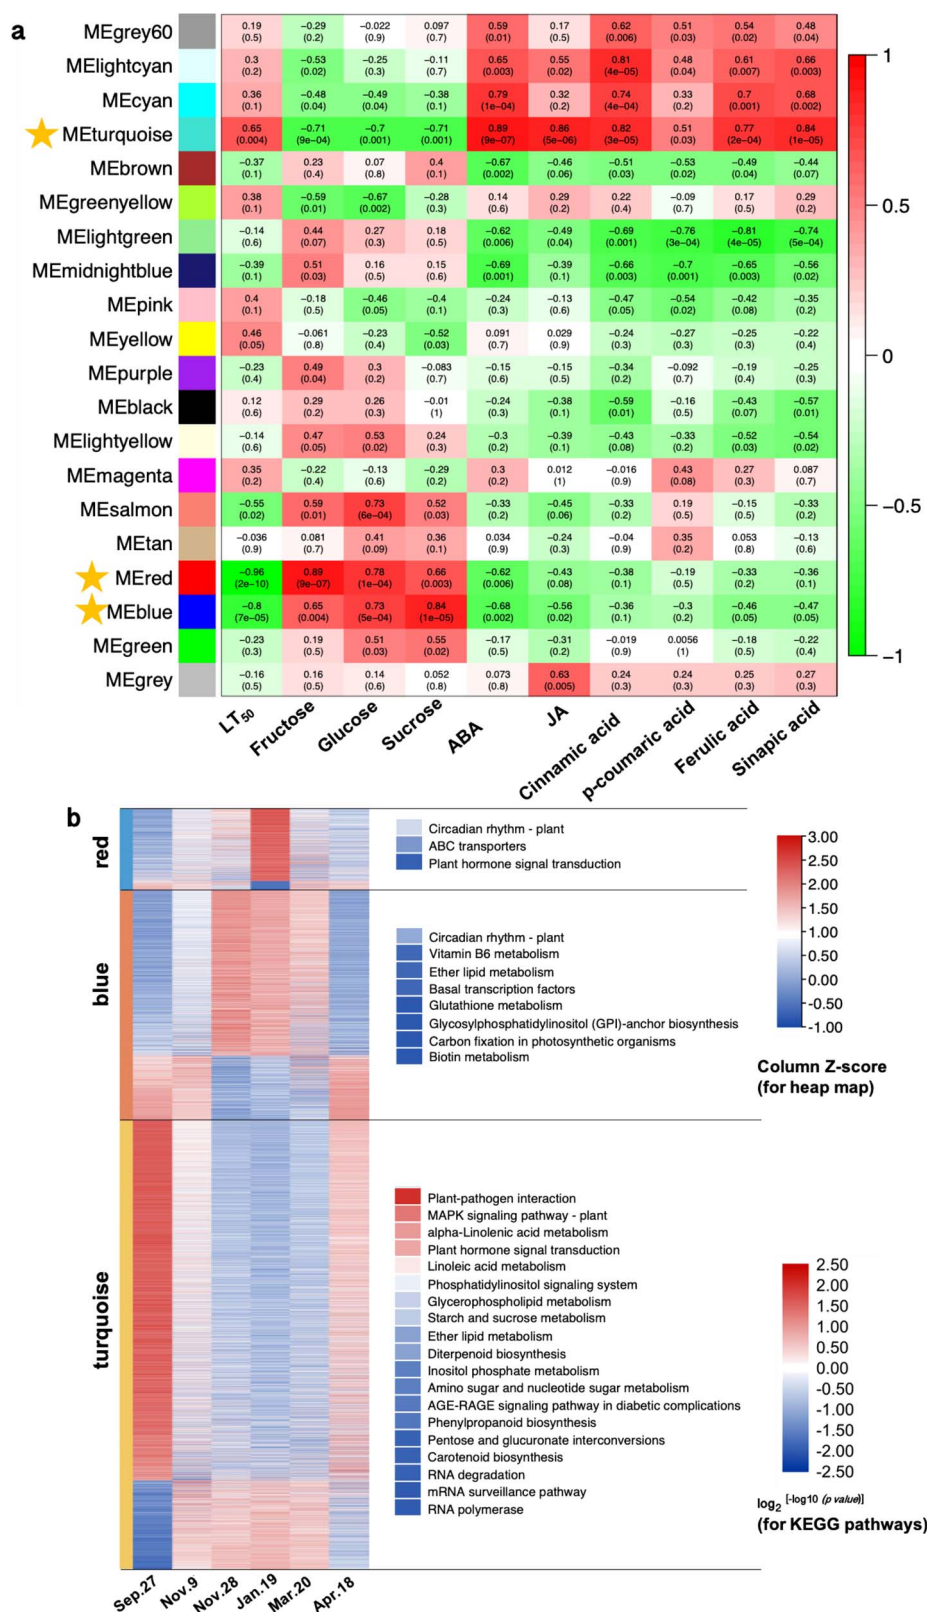 a
MEgrey60 0.19 −0.29 −0.022 0.097 0.59 0.17 0.62 0.51 0.54 0.48
(0.5) (0.2) (0.9) (0.7) (0.01) (0.5) (0.006) (0.03) (0.02) (0.04)
MElightcyan 0.3 −0.53 −0.25 −0.11 0.65 0.55 0.81 0.48 0.61 0.66
(0.2) (0.02) (0.3) (0.7) (0.003) (0.02) (4e−05) (0.04) (0.007) (0.003)
MEcyan 0.36 −0.48 −0.49 −0.38 0.79 0.32 0.74 0.33 0.7 0.68
(0.1) (0.04) (0.04) (0.1) (1e−04) (0.2) (4e−04) (0.2) (0.001) (0.002)
MEturquoise 0.65 −0.71 −0.7 −0.71 0.89 0.86 0.82 0.51 0.77 0.84
(0.004) (9e−04) (0.001) (0.001) (9e−07) (5e−06) (3e−05) (0.03) (2e−04) (1e−05)
MEbrown −0.37 0.23 0.07 0.4 −0.67 −0.46 −0.51 −0.53 −0.49 −0.44
(0.1) (0.4) (0.8) (0.1) (0.002) (0.06) (0.03) (0.02) (0.04) (0.07)
MEgreenyellow 0.38 −0.59 −0.67 −0.28 0.14 0.29 0.22 −0.09 0.17 0.29
(0.1) (0.01) (0.002) (0.3) (0.6) (0.2) (0.4) (0.7) (0.5) (0.2)
MElightgreen −0.14 0.44 0.27 0.18 −0.62 −0.49 −0.69 −0.76 −0.81 −0.74
(0.6) (0.07) (0.3) (0.5) (0.006) (0.04) (0.001) (3e−04) (4e−05) (5e−04)
MEmidnightblue −0.39 0.51 0.16 0.15 −0.69 −0.39 −0.66 −0.7 −0.65 −0.56
(0.1) (0.03) (0.5) (0.6) (0.001) (0.1) (0.003) (0.001) (0.003) (0.02)
MEpink 0.4 −0.18 −0.46 −0.4 −0.24 −0.13 −0.47 −0.54 −0.42 −0.35
(0.1) (0.5) (0.05) (0.1) (0.3) (0.6) (0.05) (0.02) (0.08) (0.2)
MEyellow 0.46 −0.061 −0.23 −0.52 0.091 0.029 −0.24 −0.27 −0.25 −0.22
(0.05) (0.8) (0.4) (0.03) (0.7) (0.9) (0.3) (0.3) (0.3) (0.4)
MEpurple −0.23 0.49 0.3 −0.083 −0.15 −0.15 −0.34 −0.092 −0.19 −0.25
(0.4) (0.04) (0.2) (0.7) (0.6) (0.5) (0.2) (0.7) (0.4) (0.3)
MEblack 0.12 0.29 0.26 −0.01 −0.24 −0.38 −0.59 −0.16 −0.43 −0.57
(0.6) (0.2) (0.3) (1) (0.3) (0.1) (0.01) (0.5) (0.07) (0.01)
MElightyellow −0.14 0.47 0.53 0.24 −0.3 −0.39 −0.43 −0.33 −0.52 −0.54
(0.6) (0.05) (0.02) (0.3) (0.2) (0.1) (0.08) (0.2) (0.03) (0.02)
MEmagenta 0.35 −0.22 −0.13 −0.29 0.3 0.012 −0.016 0.43 0.27 0.087
(0.2) (0.4) (0.6) (0.2) (0.2) (1) (0.9) (0.08) (0.3) (0.7)
MEsalmon −0.55 0.59 0.73 0.52 −0.33 −0.45 −0.33 0.19 −0.15 −0.33
(0.02) (0.01) (6e−04) (0.03) (0.2) (0.06) (0.2) (0.5) (0.5) (0.2)
MEtan −0.036 0.081 0.41 0.36 0.034 −0.24 −0.04 0.35 0.053 −0.13
(0.9) (0.7) (0.09) (0.1) (0.9) (0.3) (0.9) (0.2) (0.8) (0.6)
MEred −0.96 0.89 0.78 0.66 −0.62 −0.43 −0.38 −0.19 −0.33 −0.36
(2e−10) (9e−07) (1e−04) (0.003) (0.006) (0.08) (0.1) (0.5) (0.2) (0.1)
MEblue −0.8 0.65 0.73 0.84 −0.68 −0.56 −0.36 −0.3 −0.46 −0.47
(7e−05) (0.004) (5e−04) (1e−05) (0.002) (0.02) (0.1) (0.2) (0.05) (0.05)
MEgreen −0.23 0.19 0.51 0.55 −0.17 −0.31 −0.019 0.0056 −0.18 −0.22
(0.3) (0.5) (0.03) (0.02) (0.5) (0.2) (0.9) (1) (0.5) (0.4)
MEgrey −0.16 0.16 0.14 0.052 0.073 0.63 0.24 0.24 0.25 0.27
(0.5) (0.5) (0.6) (0.8) (0.8) (0.005) (0.3) (0.3) (0.3) (0.3)
LT50 Fructose Glucose Sucrose ABA JA Cinnamic acid p-coumaric acid Ferulic acid Sinapic acid
1
0.5
0
−0.5
−1
b
red
Circadian rhythm - plant
ABC transporters
Plant hormone signal transduction
blue
Circadian rhythm - plant
Vitamin B6 metabolism
Ether lipid metabolism
Basal transcription factors
Glutathione metabolism
Glycosylphosphatidylinositol (GPI)-anchor biosynthesis
Carbon fixation in photosynthetic organisms
Biotin metabolism
turquoise
Plant-pathogen interaction
MAPK signaling pathway - plant
alpha-Linolenic acid metabolism
Plant hormone signal transduction
Linoleic acid metabolism
Phosphatidylinositol signaling system
Glycerophospholipid metabolism
Starch and sucrose metabolism
Ether lipid metabolism
Diterpenoid biosynthesis
Inositol phosphate metabolism
Amino sugar and nucleotide sugar metabolism
AGE-RAGE signaling pathway in diabetic complications
Phenylpropanoid biosynthesis
Pentose and glucuronate interconversions
Carotenoid biosynthesis
RNA degradation
mRNA surveillance pathway
RNA polymerase
Sep.27 Nov.9 Nov.28 Jan.19 Mar.20 Apr.18
3.00
2.50
2.00
1.50
1.00
0.50
0.00
-0.50
-1.00
Column Z-score
(for heap map)
2.50
2.00
1.50
1.00
0.50
0.00
-0.50
-1.00
-1.50
-2.00
-2.50
log2 [-log10 (p value)]
(for KEGG pathways)